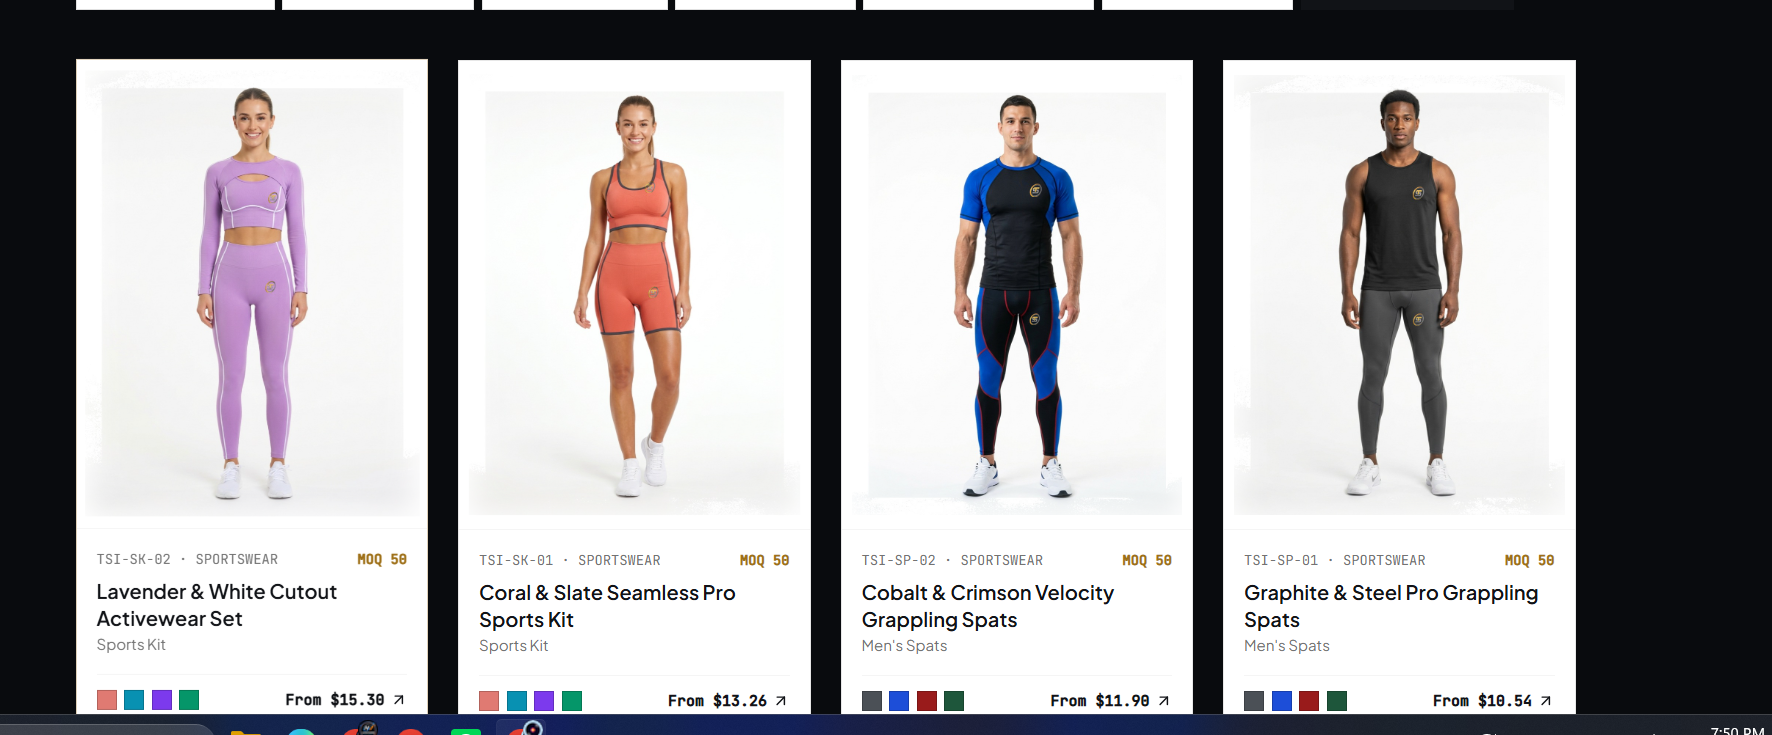 TSI-SK-02 · SPORTSWEAR MOQ 50
Lavender & White Cutout
Activewear Set
Sports Kit
From $15.30 ↗
TSI-SK-01 · SPORTSWEAR MOQ 50
Coral & Slate Seamless Pro
Sports Kit
Sports Kit
From $13.26 ↗
TSI-SP-02 · SPORTSWEAR MOQ 50
Cobalt & Crimson Velocity
Grappling Spats
Men's Spats
From $11.90 ↗
TSI-SP-01 · SPORTSWEAR MOQ 50
Graphite & Steel Pro Grappling
Spats
Men's Spats
From $10.54 ↗
7:50 PM